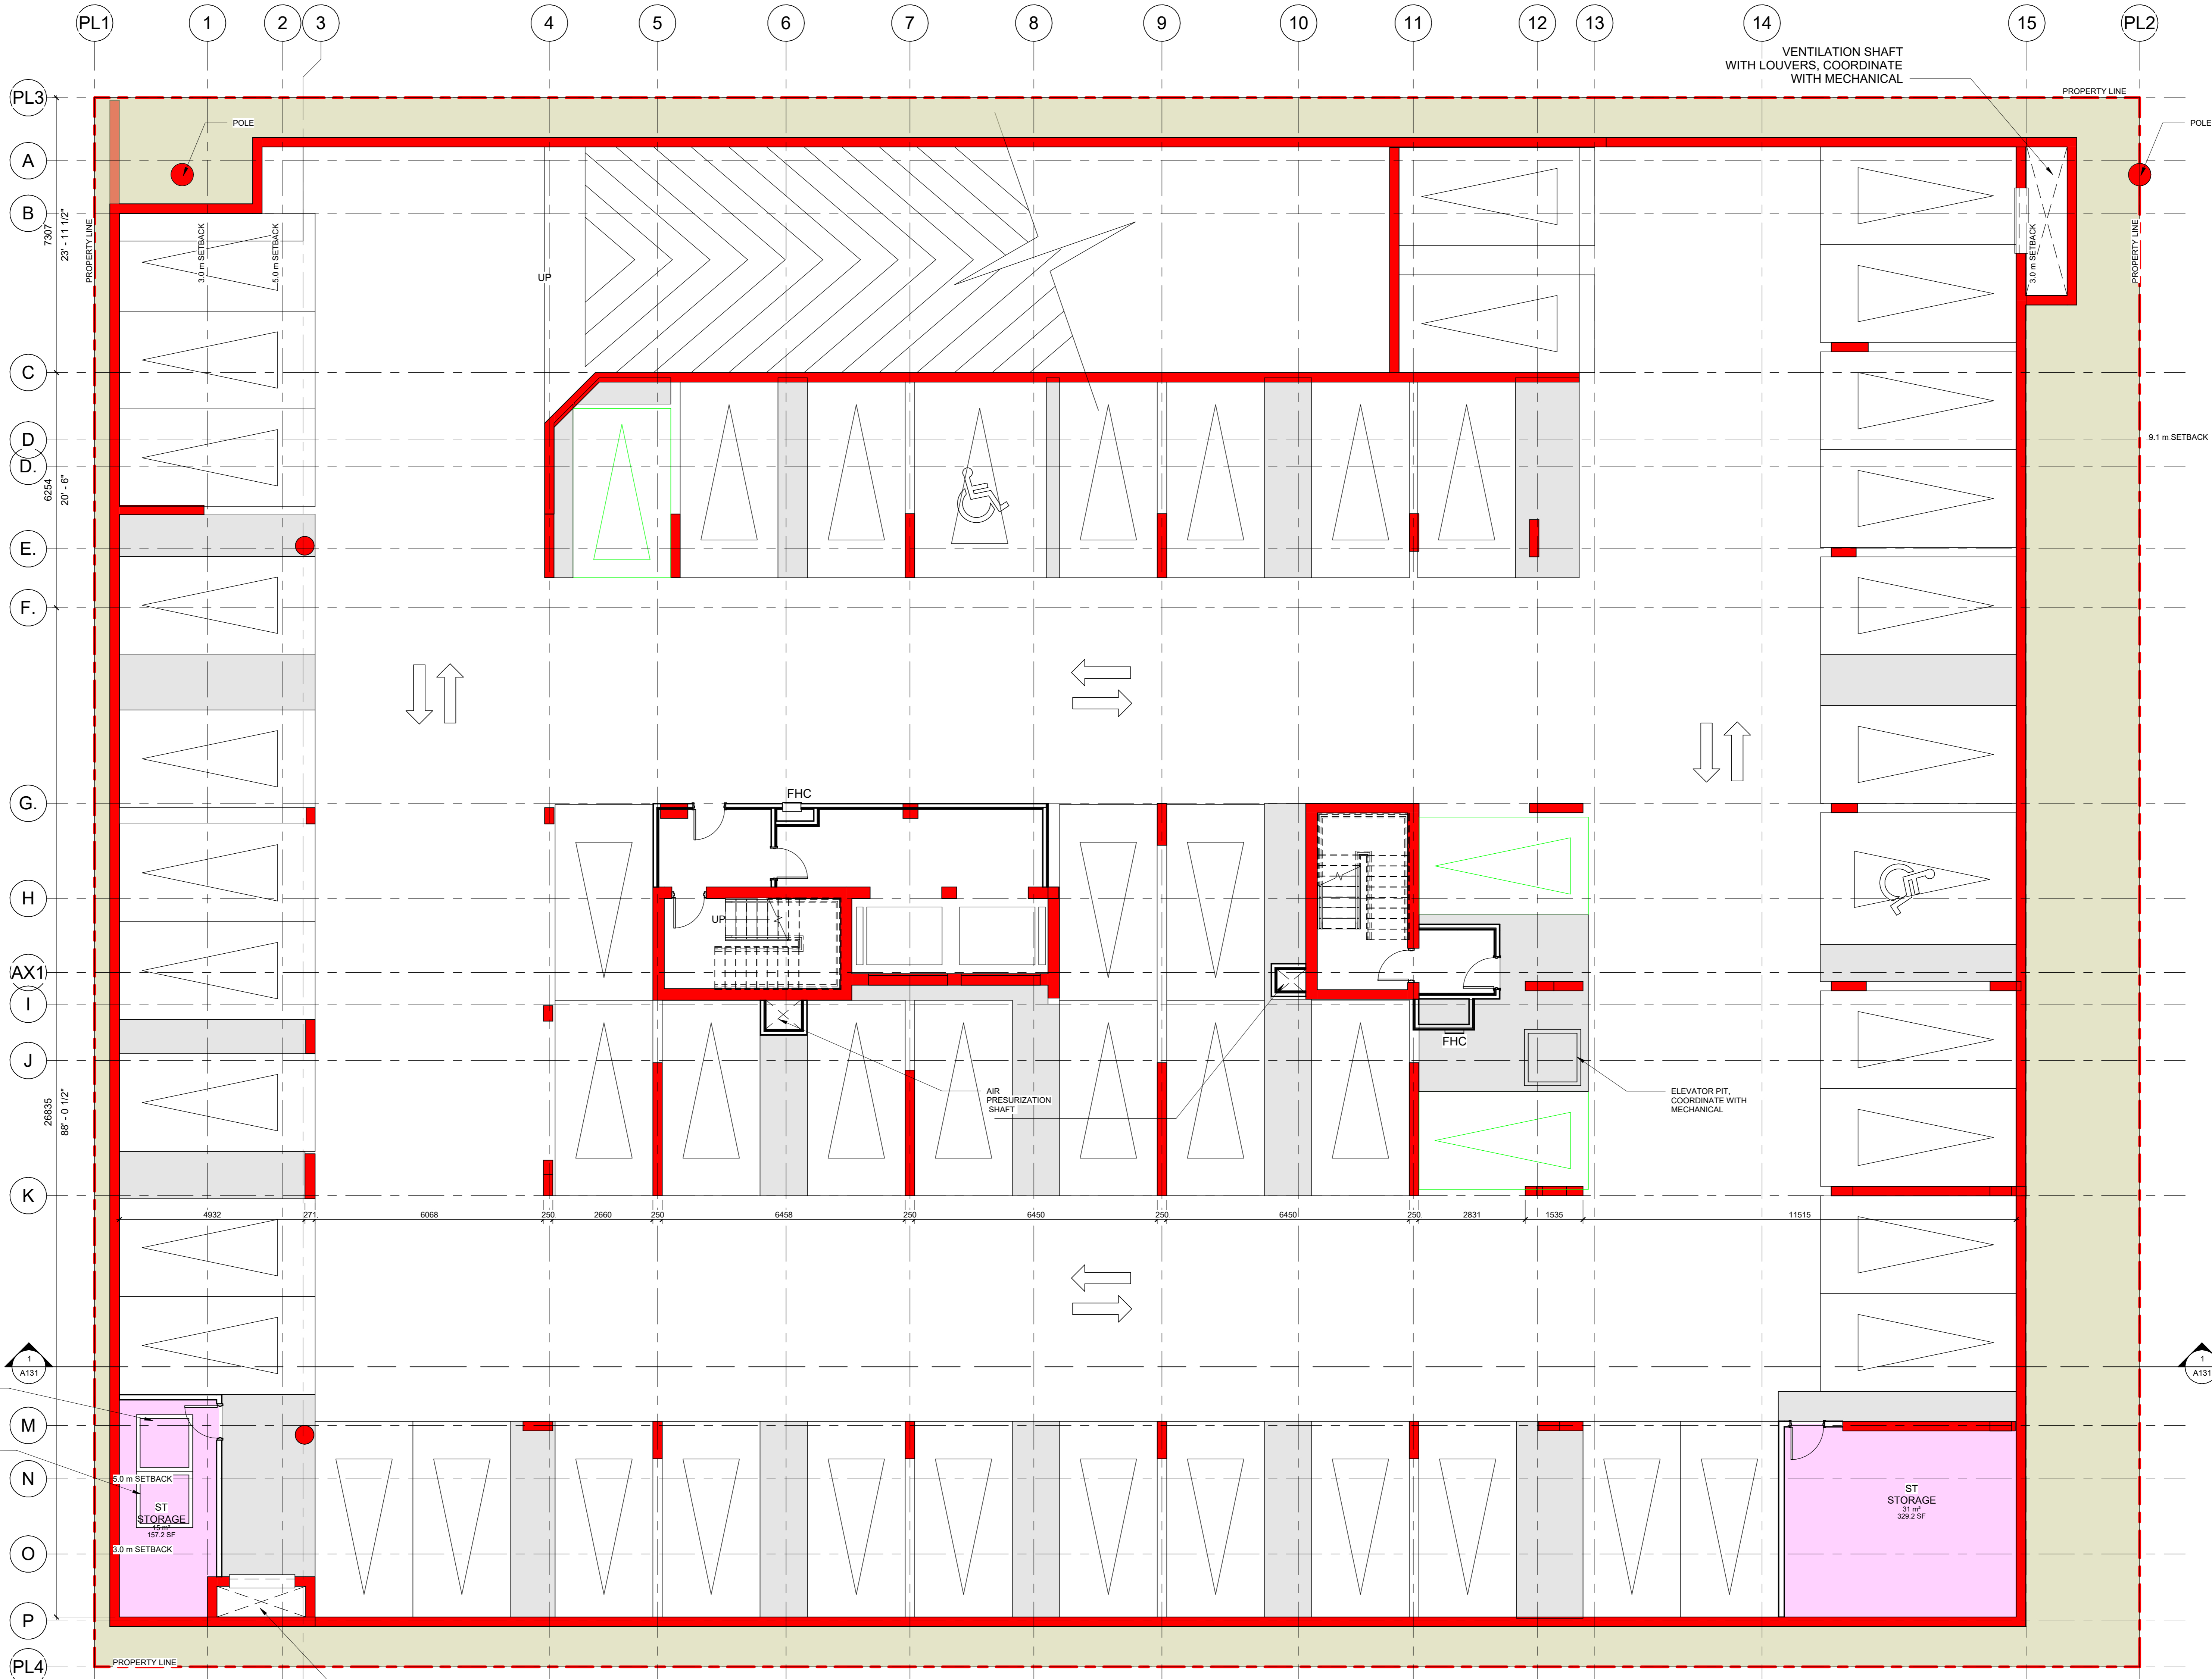 PL1
1
2
3
4
5
6
7
8
9
10
11
12
13
14
15
PL2
VENTILATION SHAFT
WITH LOUVERS, COORDINATE
WITH MECHANICAL
PL3
PROPERTY LINE
POLE
POLE
A
B
7307
23' - 11 1/2"
PROPERTY LINE
3.0 m SETBACK
5.0 m SETBACK
UP
3.0 m SETBACK
PROPERTY LINE
C
D
D.
9.1 m SETBACK
6254
20' - 6"
E.
F.
G.
FHC
H
UP
AX1
I
J
FHC
AIR
PRESURIZATION
SHAFT
ELEVATOR PIT,
COORDINATE WITH
MECHANICAL
26835
88' - 0 1/2"
K
4932
271
6068
250
2660
250
6458
250
6450
250
6450
250
2831
1535
11515
1
A131
1
A131
M
N
5.0 m SETBACK
ST
STORAGE
15 m²
157.2 SF
ST
STORAGE
31 m²
329.2 SF
3.0 m SETBACK
O
P
PL4
PROPERTY LINE